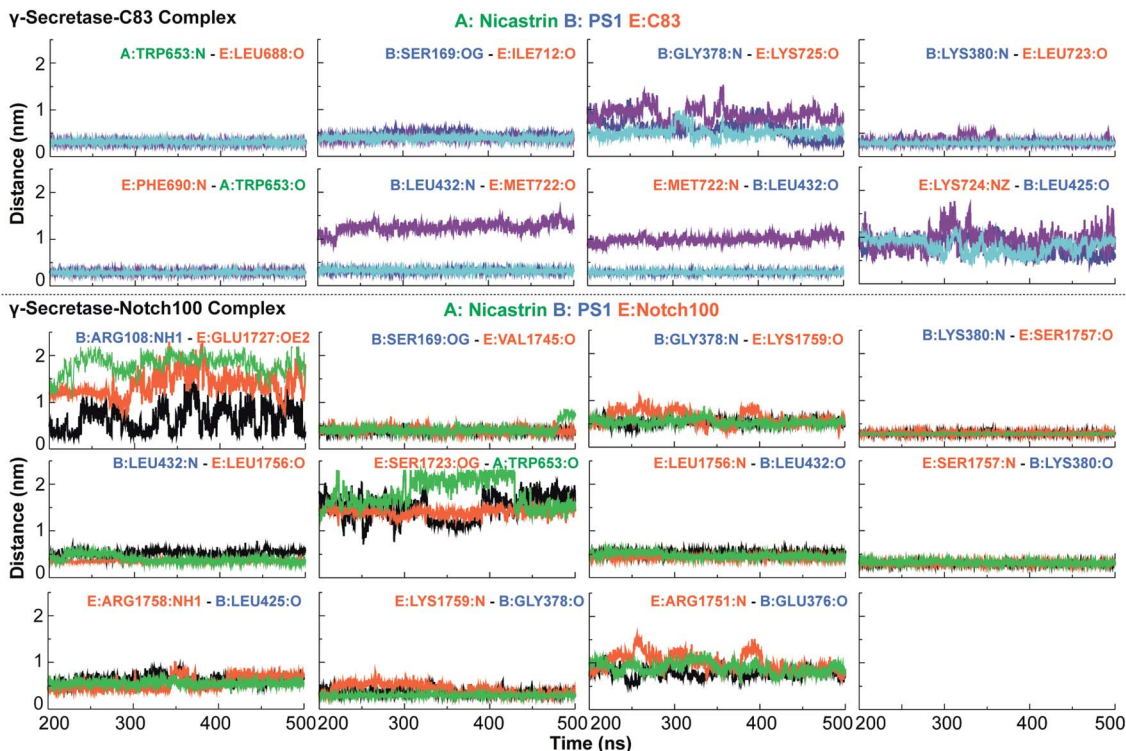 γ-Secretase-C83 Complex
A: Nicastrin B: PS1 E:C83
A:TRP653:N - E:LEU688:O
B:SER169:OG - E:ILE712:O
B:GLY378:N - E:LYS725:O
B:LYS380:N - E:LEU723:O
2
1
0
Distance (nm)
E:PHE690:N - A:TRP653:O
B:LEU432:N - E:MET722:O
E:MET722:N - B:LEU432:O
E:LYS724:NZ - B:LEU425:O
2
1
0
γ-Secretase-Notch100 Complex
A: Nicastrin B: PS1 E:Notch100
B:ARG108:NH1 - E:GLU1727:OE2
B:SER169:OG - E:VAL1745:O
B:GLY378:N - E:LYS1759:O
B:LYS380:N - E:SER1757:O
2
1
0
Distance (nm)
B:LEU432:N - E:LEU1756:O
E:SER1723:OG - A:TRP653:O
E:LEU1756:N - B:LEU432:O
E:SER1757:N - B:LYS380:O
2
1
0
E:ARG1758:NH1 - B:LEU425:O
E:LYS1759:N - B:GLY378:O
E:ARG1751:N - B:GLU376:O
2
1
0
200 300 400 500 200 300 400 500 200 300 400 500 200 300 400 500
Time (ns)